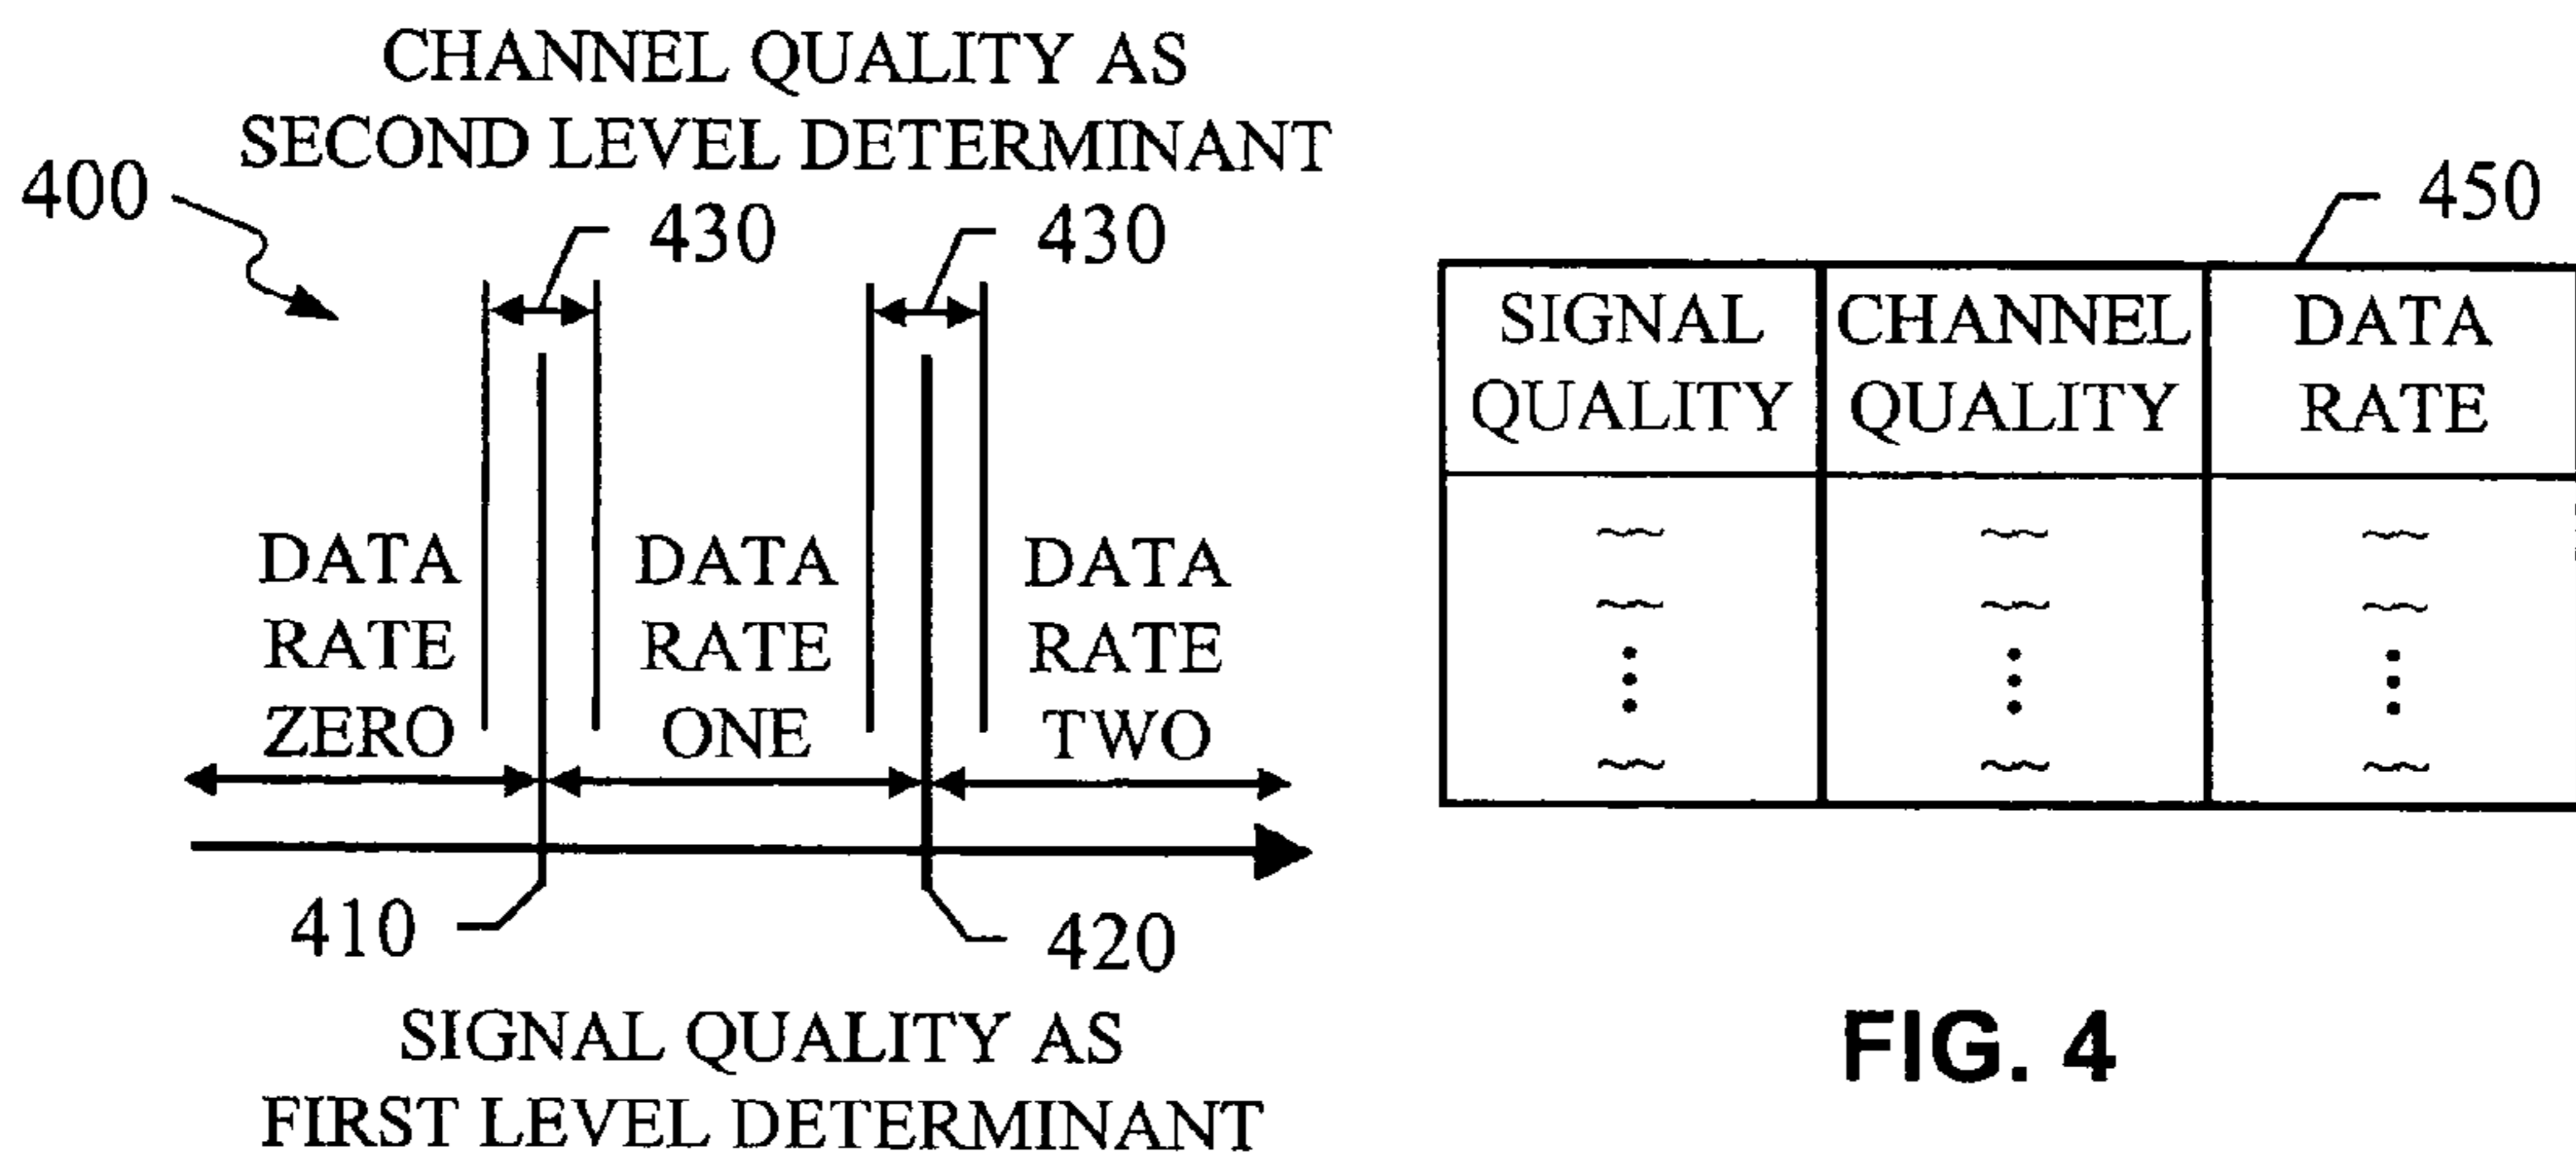 CHANNEL QUALITY AS
SECOND LEVEL DETERMINANT
400
430
430
DATA
RATE
ZERO
DATA
RATE
ONE
DATA
RATE
TWO
410
420
SIGNAL QUALITY AS
FIRST LEVEL DETERMINANT
450
SIGNAL
QUALITY
CHANNEL
QUALITY
DATA
RATE
FIG. 4